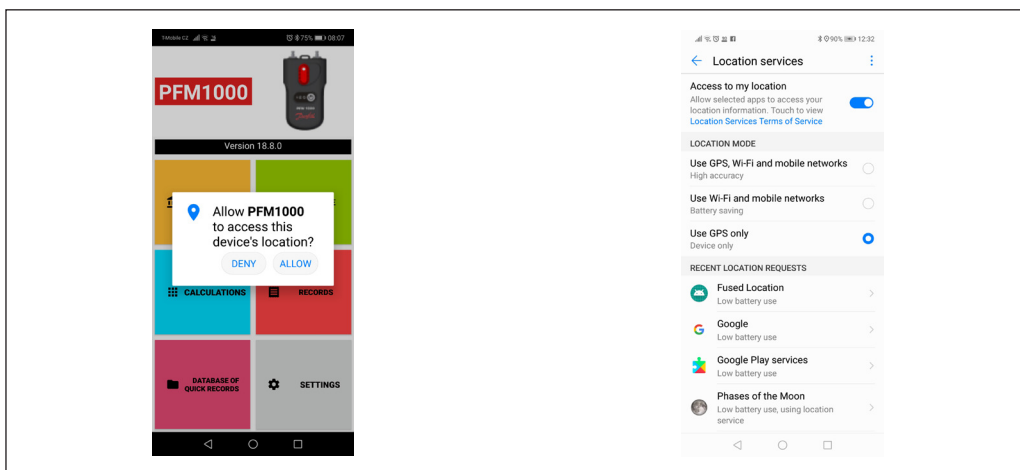 T-Mobile CZ 75% 08:07
PFM1000
Version 18.8.0
Allow PFM1000
to access this
device's location?
DENY ALLOW
CALCULATIONS
RECORDS
DATABASE OF
QUICK RECORDS
SETTINGS
90% 12:32
Location services
Access to my location
Allow selected apps to access your
location information. Touch to view
Location Services Terms of Service
LOCATION MODE
Use GPS, Wi-Fi and mobile networks
High accuracy
Use Wi-Fi and mobile networks
Battery saving
Use GPS only
Device only
RECENT LOCATION REQUESTS
Fused Location
Low battery use
Google
Low battery use
Google Play services
Low battery use
Phases of the Moon
Low battery use, using location
service